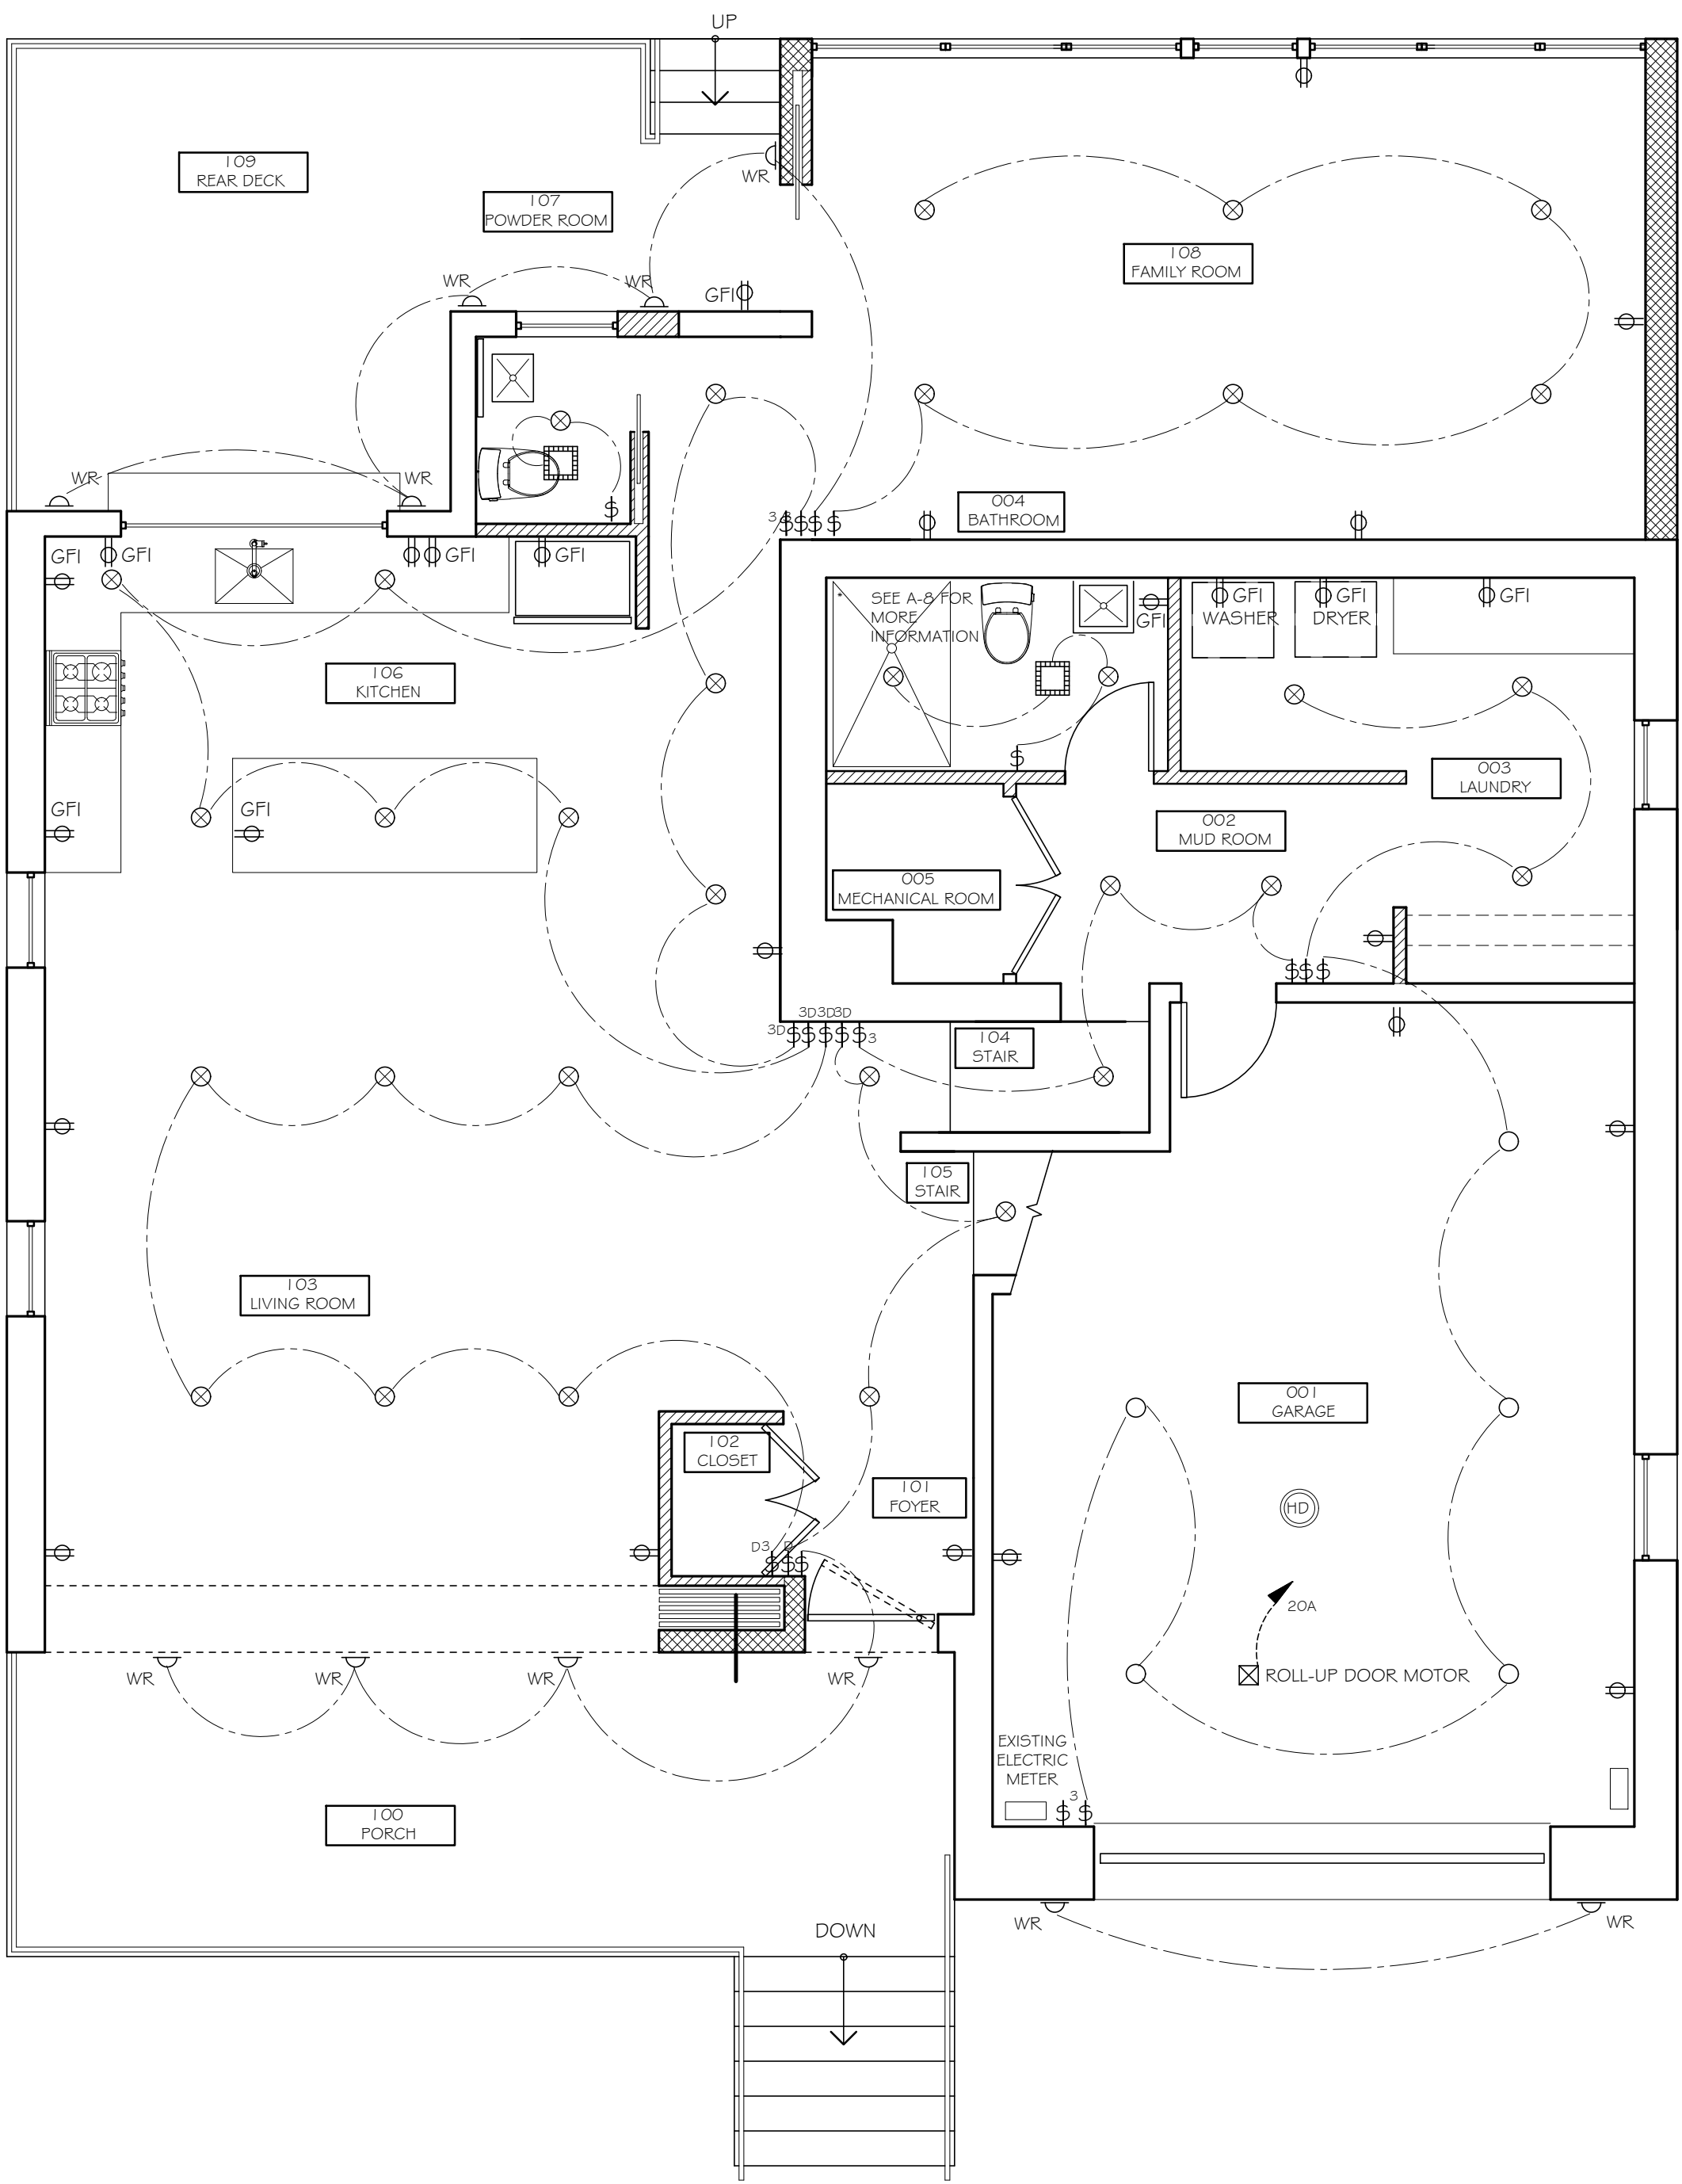 UP
109
REAR DECK
WR
107
POWDER ROOM
108
FAMILY ROOM
WR
WR
GFI
WR
WR
$
3
$$$ $
004
BATHROOM
GFI
GFI
GFI
GFI
SEE A-8 FOR
MORE
INFORMATION
GFI
GFI
WASHER
GFI
DRYER
GFI
106
KITCHEN
$
003
LAUNDRY
GFI
GFI
002
MUD ROOM
005
MECHANICAL ROOM
$$$
3D 3D 3D 3D
$$$$$ 3
104
STAIR
105
STAIR
103
LIVING ROOM
001
GARAGE
102
CLOSET
101
FOYER
HD
D3 D
$$$
20A
WR
WR
WR
WR
ROLL-UP DOOR MOTOR
EXISTING
ELECTRIC
METER
3
$ $
100
PORCH
WR
WR
DOWN